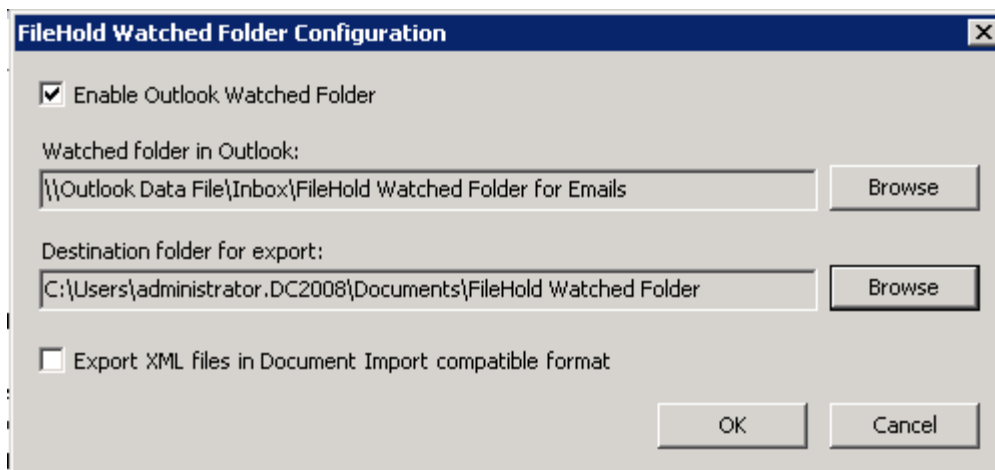 FileHold Watched Folder Configuration
Enable Outlook Watched Folder
Watched folder in Outlook:
\\Outlook Data File\Inbox\FileHold Watched Folder for Emails
Browse
Destination folder for export:
C:\Users\administrator.DC2008\Documents\FileHold Watched Folder
Browse
Export XML files in Document Import compatible format
OK
Cancel